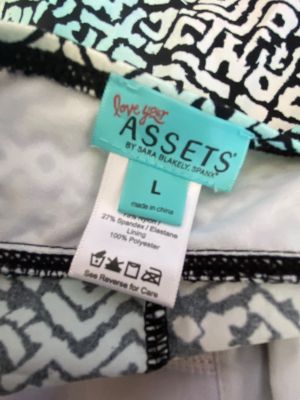 love your
ASSETS
BY SARA BLAKELY, SPANX
L
made in china
27% Spandex / Elastane
Lining
100% Polyester
See Reverse for Care